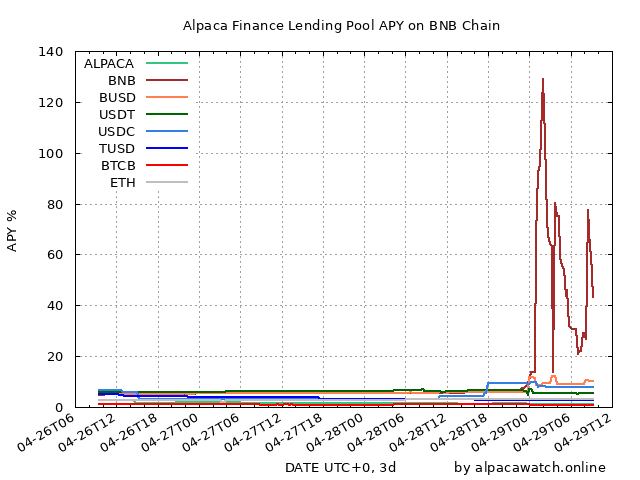 Alpaca Finance Lending Pool APY on BNB Chain
APY %
140
120
100
80
60
40
20
0
ALPACA
BNB
BUSD
USDT
USDC
TUSD
BTCB
ETH
04-26T06
04-26T12
04-26T18
04-27T00
04-27T06
04-27T12
04-27T18
04-28T00
04-28T06
04-28T12
04-28T18
04-29T00
04-29T06
04-29T12
DATE UTC+0, 3d
by alpacawatch.online